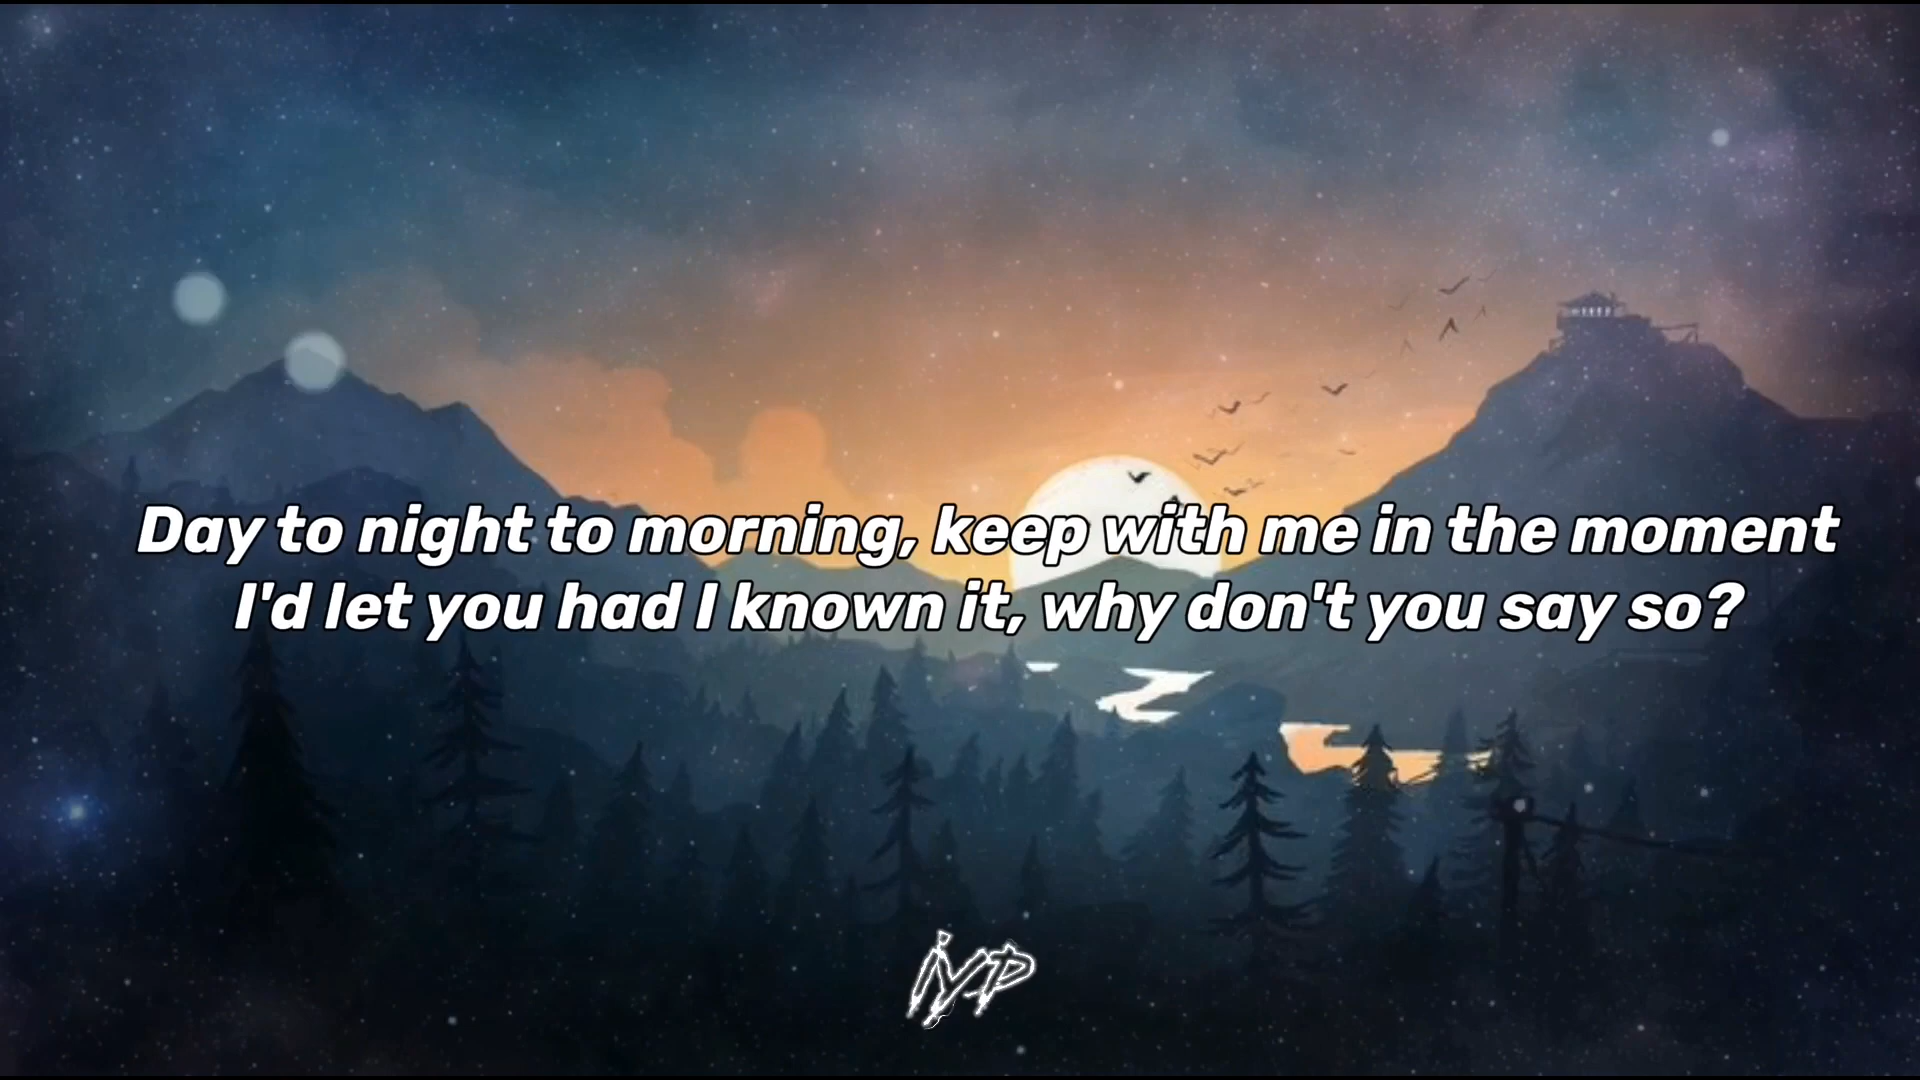 Day to night to morning, keep with me in the moment
I'd let you had I known it, why don't you say so?